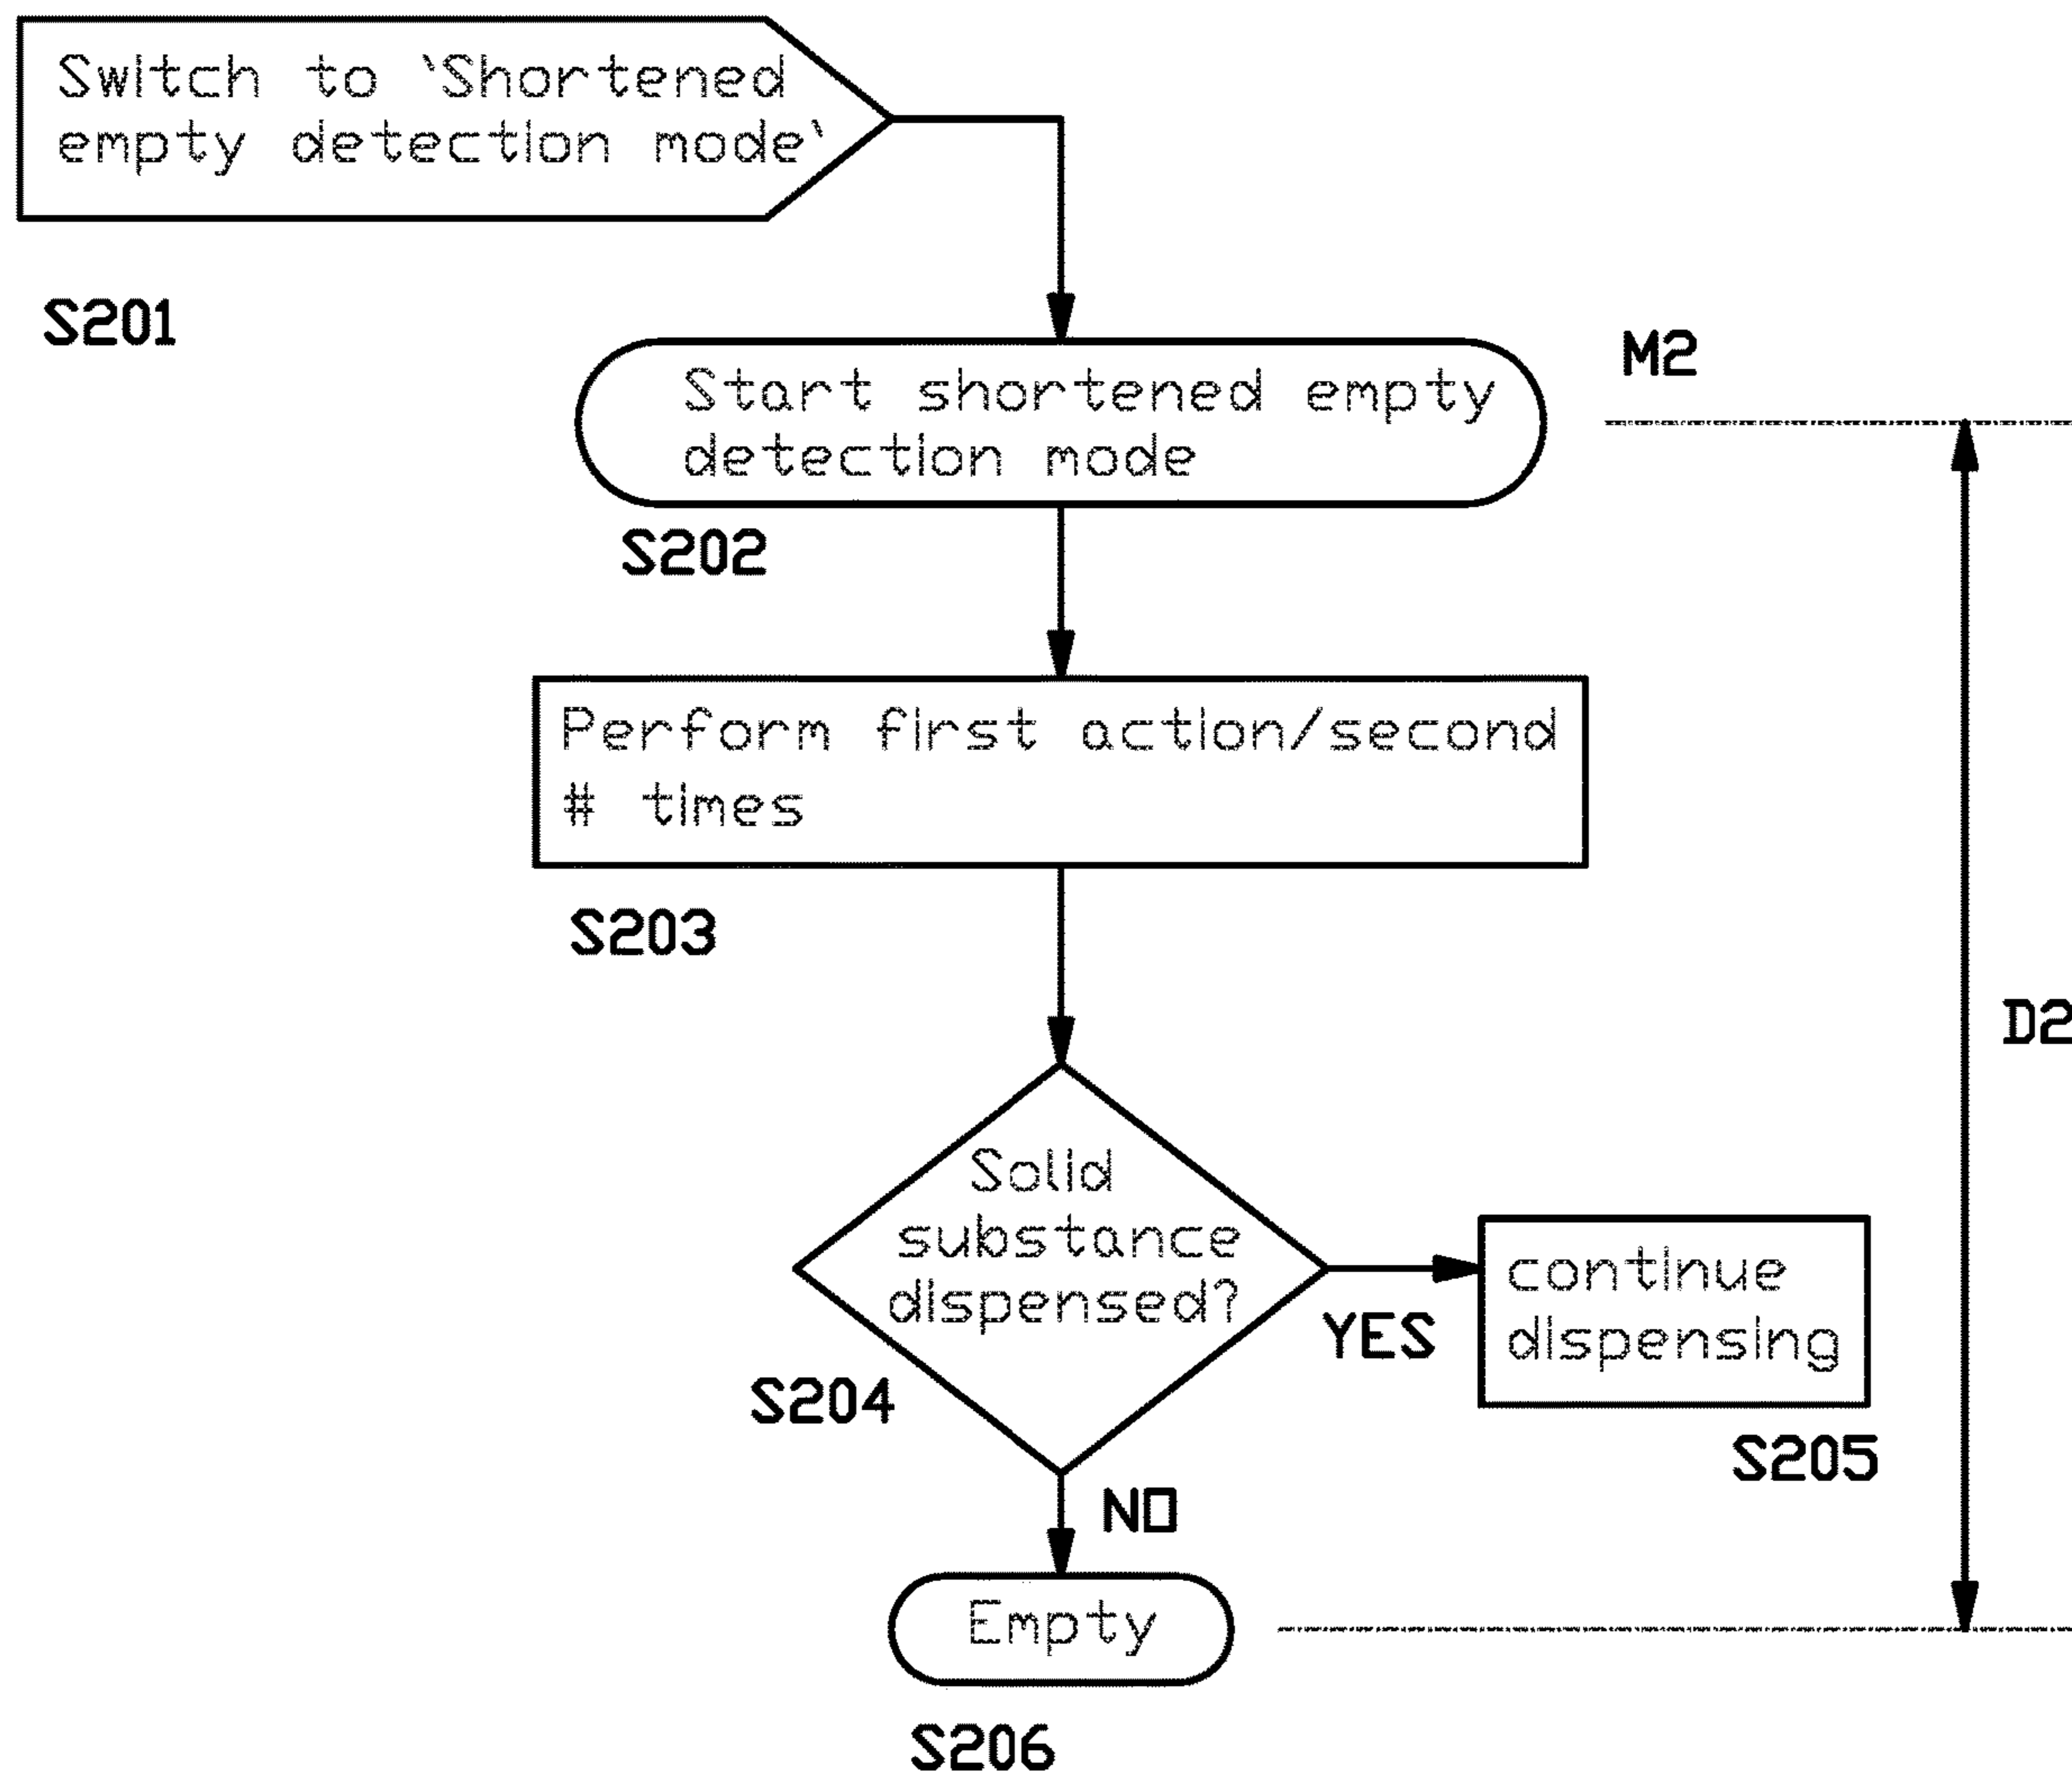 Switch to `Shortened
empty detection mode`
S201
M2
Start shortened empty
detection mode
S202
Perform first action/second
# times
S203
D2
Solid
substance
dispensed?
YES
continue
dispensing
S204
S205
NO
Empty
S206